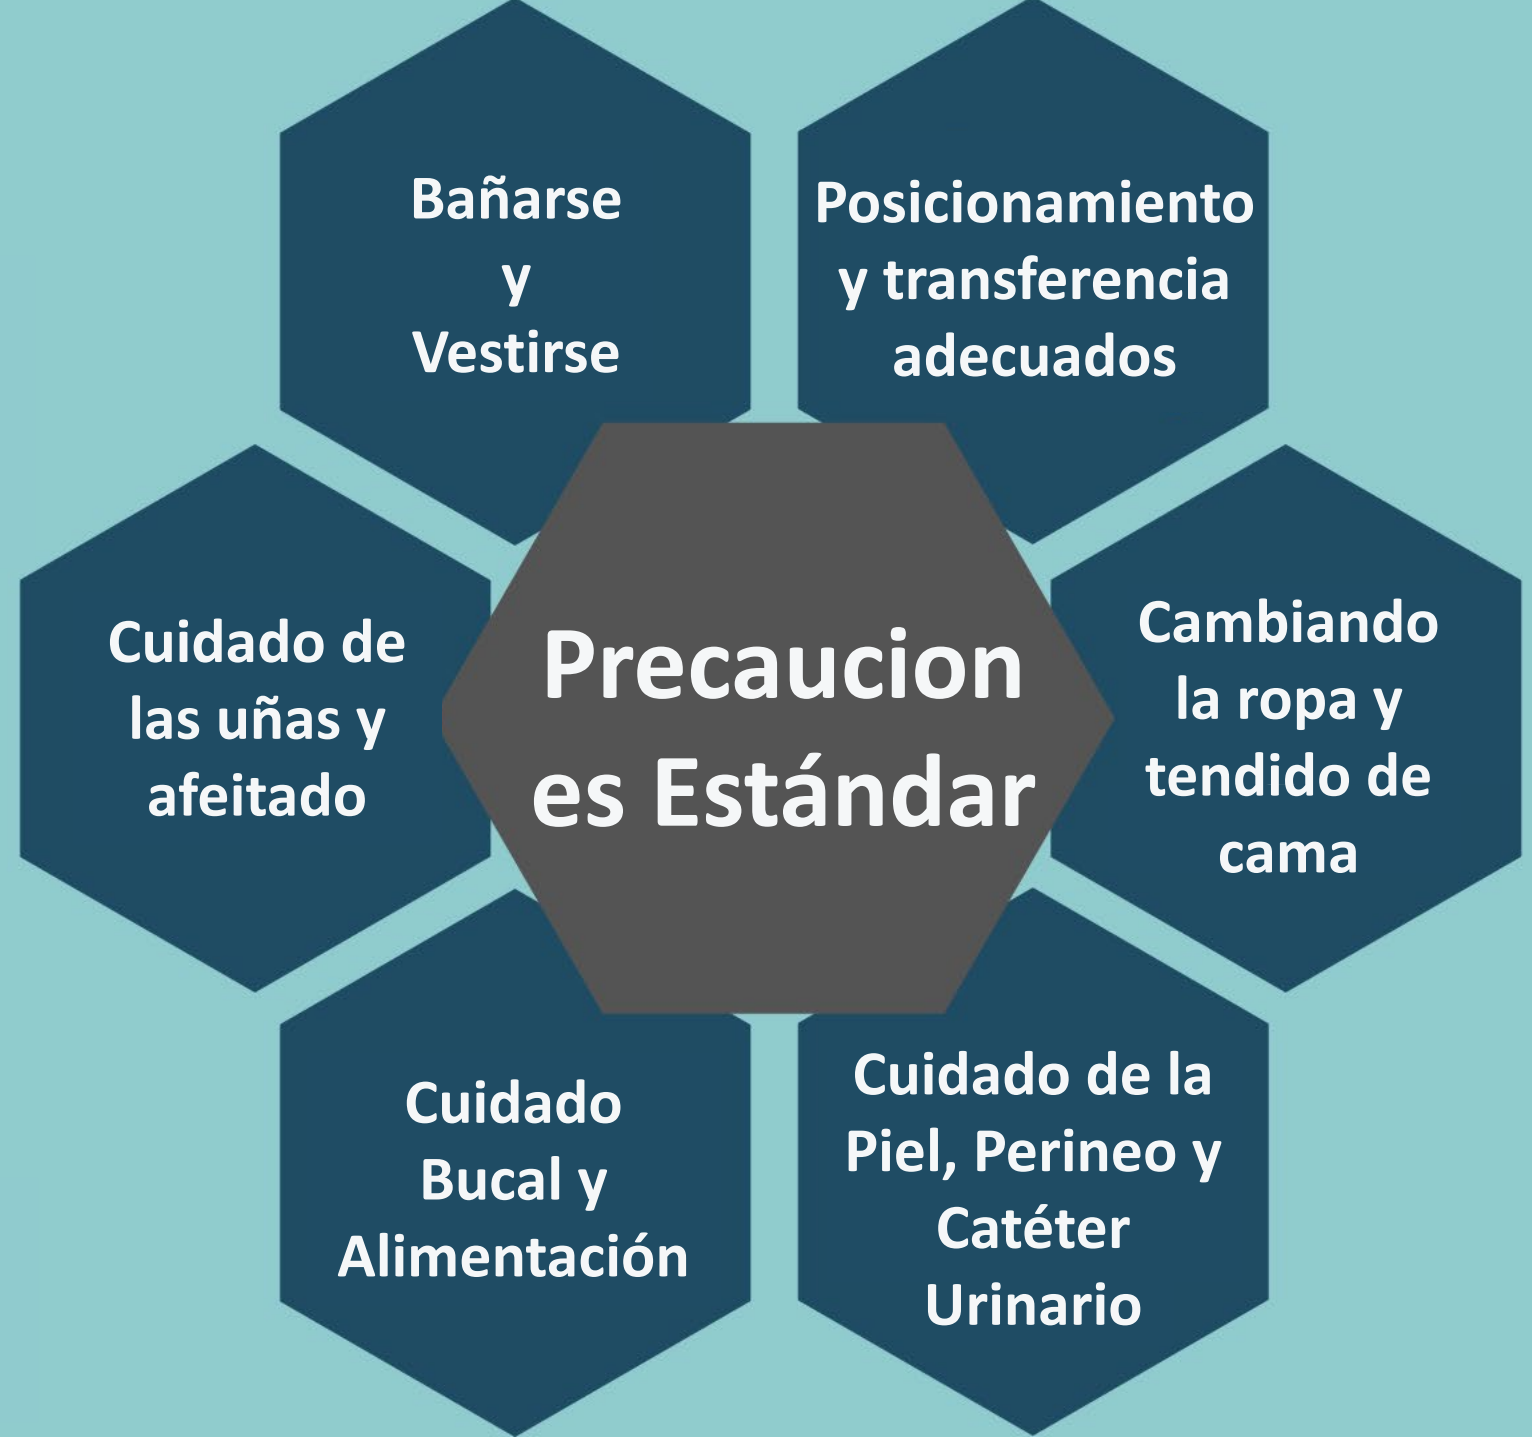 Bañarse
y
Vestirse
Posicionamiento
y transferencia
adecuados
Cuidado de
las uñas y
afeitado
Precaucion
es Estándar
Cambiando
la ropa y
tendido de
cama
Cuidado
Bucal y
Alimentación
Cuidado de la
Piel, Perineo y
Catéter
Urinario